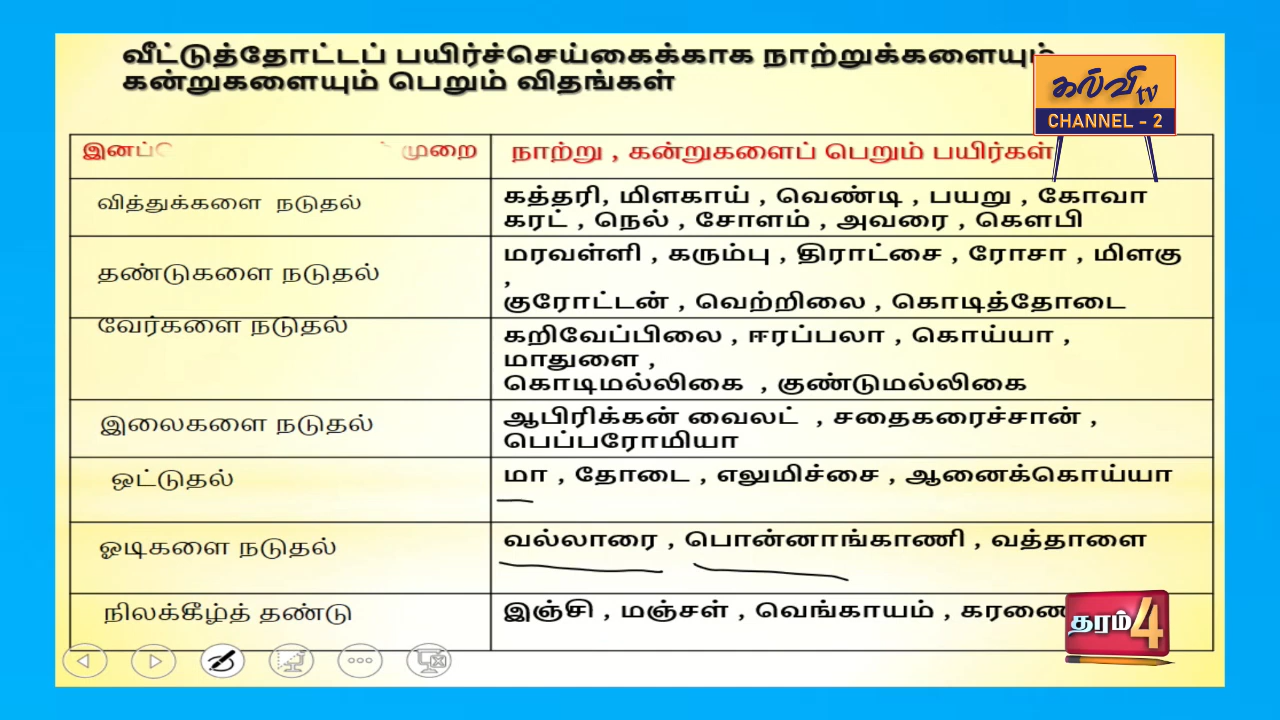 வீட்டுத்தோட்டப் பயிர்ச்செய்கைக்காக நாற்றுக்களையும்
கன்றுகளையும் பெறும் விதங்கள்
கல்வி tv
CHANNEL - 2
முறை
நாற்று , கன்றுகளைப் பெறும் பயிர்கள்
வித்துக்களை நடுதல்
கத்தரி, மிளகாய் , வெண்டி , பயறு , கோவா
கரட் , நெல் , சோளம் , அவரை , கௌபி
தண்டுகளை நடுதல்
மரவள்ளி , கரும்பு , திராட்சை , ரோசா , மிளகு
,
குரோட்டன் , வெற்றிலை , கொடித்தோடை
வேர்களை நடுதல்
கறிவேப்பிலை , ஈரப்பலா , கொய்யா ,
மாதுளை ,
கொடிமல்லிகை , குண்டுமல்லிகை
இலைகளை நடுதல்
ஆபிரிக்கன் வைலட் , சதைகரைச்சான் ,
பெப்பரோமியா
ஒட்டுதல்
மா , தோடை , எலுமிச்சை , ஆனைக்கொய்யா
ஓடிகளை நடுதல்
வல்லாரை , பொன்னாங்காணி , வத்தாளை
நிலக்கீழ்த் தண்டு
இஞ்சி , மஞ்சள் , வெங்காயம் , கரணை
தரம் 4